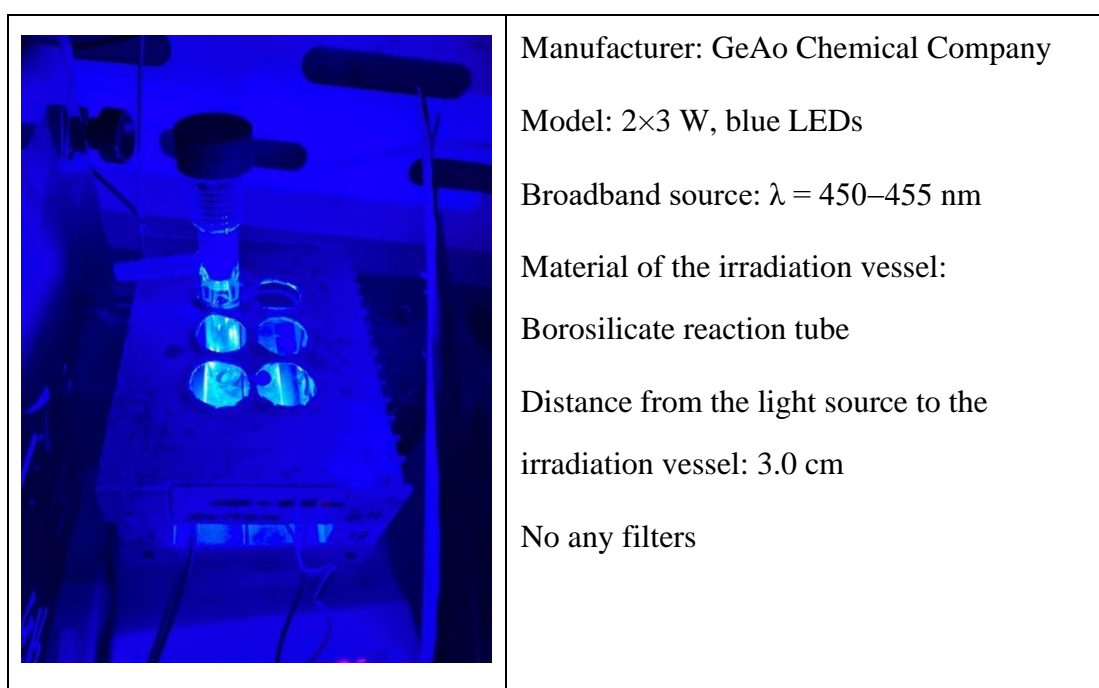 Manufacturer: GeAo Chemical Company
Model: 2×3 W, blue LEDs
Broadband source: λ = 450–455 nm
Material of the irradiation vessel:
Borosilicate reaction tube
Distance from the light source to the
irradiation vessel: 3.0 cm
No any filters